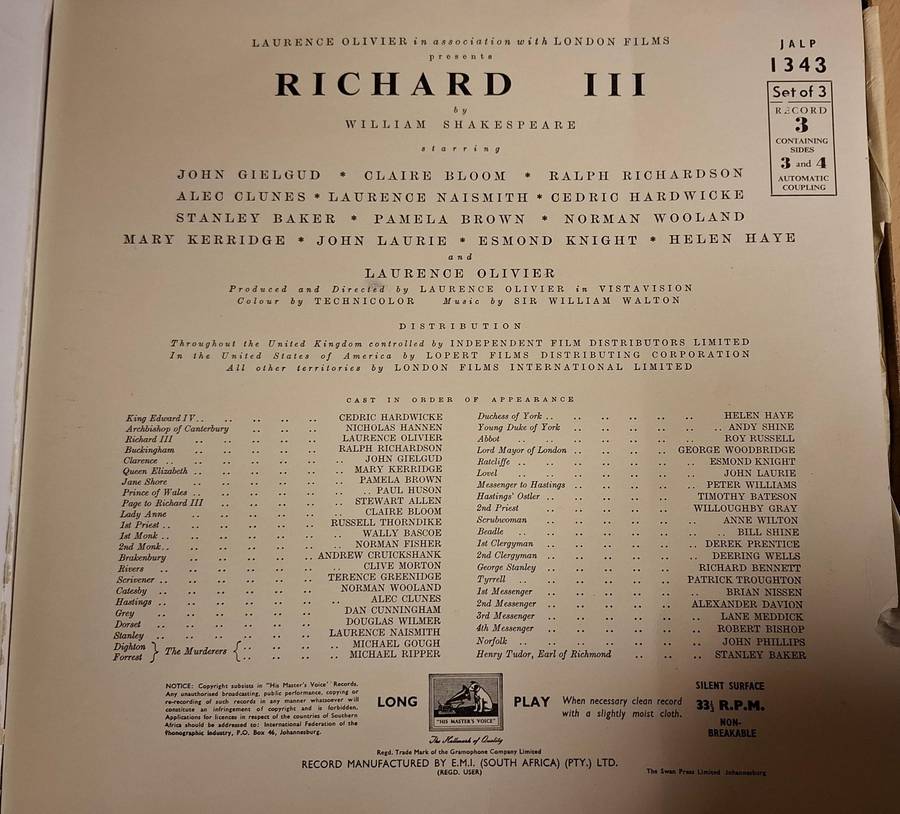 LAURENCE OLIVIER in association with LONDON FILMS
presents
RICHARD III
by
WILLIAM SHAKESPEARE
starring
JOHN GIELGUD * CLAIRE BLOOM * RALPH RICHARDSON
ALEC CLUNES * LAURENCE NAISMITH * CEDRIC HARDWICKE
STANLEY BAKER * PAMELA BROWN * NORMAN WOOLAND
MARY KERRIDGE * JOHN LAURIE * ESMOND KNIGHT * HELEN HAYE
and
LAURENCE OLIVIER
Produced and Directed by LAURENCE OLIVIER in VISTAVISION
Colour by TECHNICOLOR Music by SIR WILLIAM WALTON
JALP
1343
Set of 3
RECORD
3
CONTAINING
SIDES
3 and 4
AUTOMATIC
COUPLING
DISTRIBUTION
Throughout the United Kingdom controlled by INDEPENDENT FILM DISTRIBUTORS LIMITED
In the United States of America by LOPERT FILMS DISTRIBUTING CORPORATION
All other territories by LONDON FILMS INTERNATIONAL LIMITED
CAST IN ORDER OF APPEARANCE
King Edward IV .. .. .. .. .. CEDRIC HARDWICKE
Archbishop of Canterbury .. .. .. NICHOLAS HANNEN
Richard III .. .. .. .. .. LAURENCE OLIVIER
Buckingham .. .. .. .. .. RALPH RICHARDSON
Clarence .. .. .. .. .. .. JOHN GIELGUD
Queen Elizabeth .. .. .. .. .. .. MARY KERRIDGE
Jane Shore .. .. .. .. .. .. PAMELA BROWN
Prince of Wales .. .. .. .. .. .. PAUL HUSON
Page to Richard III .. .. .. .. .. STEWART ALLEN
Lady Anne .. .. .. .. .. .. CLAIRE BLOOM
1st Priest .. .. .. .. .. .. RUSSELL THORNDIKE
1st Monk .. .. .. .. .. .. .. WALLY BASCOE
2nd Monk .. .. .. .. .. .. .. NORMAN FISHER
Brakenbury .. .. .. .. .. ANDREW CRUICKSHANK
Rivers .. .. .. .. .. .. .. CLIVE MORTON
Scrivener .. .. .. .. .. .. TERENCE GREENIDGE
Catesby .. .. .. .. .. .. NORMAN WOOLAND
Hastings .. .. .. .. .. .. .. ALEC CLUNES
Grey .. .. .. .. .. .. DAN CUNNINGHAM
Dorset .. .. .. .. .. .. DOUGLAS WILMER
Stanley .. .. .. .. .. .. LAURENCE NAISMITH
Dighton } The Murderers { .. .. .. .. MICHAEL GOUGH
Forrest .. .. .. .. MICHAEL RIPPER
Duchess of York .. .. .. .. .. .. HELEN HAYE
Young Duke of York .. .. .. .. .. .. ANDY SHINE
Abbot .. .. .. .. .. .. ROY RUSSELL
Lord Mayor of London .. .. .. .. GEORGE WOODBRIDGE
Ratcliffe .. .. .. .. .. .. ESMOND KNIGHT
Lovel .. .. .. .. .. .. JOHN LAURIE
Messenger to Hastings .. .. .. .. .. PETER WILLIAMS
Hastings' Ostler .. .. .. .. .. TIMOTHY BATESON
2nd Priest .. .. .. .. .. WILLOUGHBY GRAY
Scrubwoman .. .. .. .. .. ANNE WILTON
Beadle .. .. .. .. .. .. .. BILL SHINE
1st Clergyman .. .. .. .. .. DEREK PRENTICE
2nd Clergyman .. .. .. .. .. DEERING WELLS
George Stanley .. .. .. .. .. RICHARD BENNETT
Tyrrell .. .. .. .. .. PATRICK TROUGHTON
1st Messenger .. .. .. .. .. .. BRIAN NISSEN
2nd Messenger .. .. .. .. .. ALEXANDER DAVION
3rd Messenger .. .. .. .. .. .. LANE MEDDICK
4th Messenger .. .. .. .. .. .. ROBERT BISHOP
Norfolk .. .. .. .. .. .. .. JOHN PHILLIPS
Henry Tudor, Earl of Richmond .. .. .. STANLEY BAKER
NOTICE: Copyright subsists in "His Master's Voice" Records.
Any unauthorised broadcasting, public performance, copying or
re-recording of such records in any manner whatsoever will
constitute an infringement of copyright and is forbidden.
Applications for licences in respect of the countries of Southern
Africa should be addressed to: International Federation of the
Phonographic Industry, P.O. Box 46, Johannesburg.
LONG PLAY
"HIS MASTER'S VOICE"
The Hallmark of Quality
When necessary clean record
with a slightly moist cloth.
SILENT SURFACE
33⅓ R.P.M.
NON-
BREAKABLE
Regd. Trade Mark of the Gramophone Company Limited
RECORD MANUFACTURED BY E.M.I. (SOUTH AFRICA) (PTY.) LTD.
(REGD. USER)
The Swan Press Limited Johannesburg